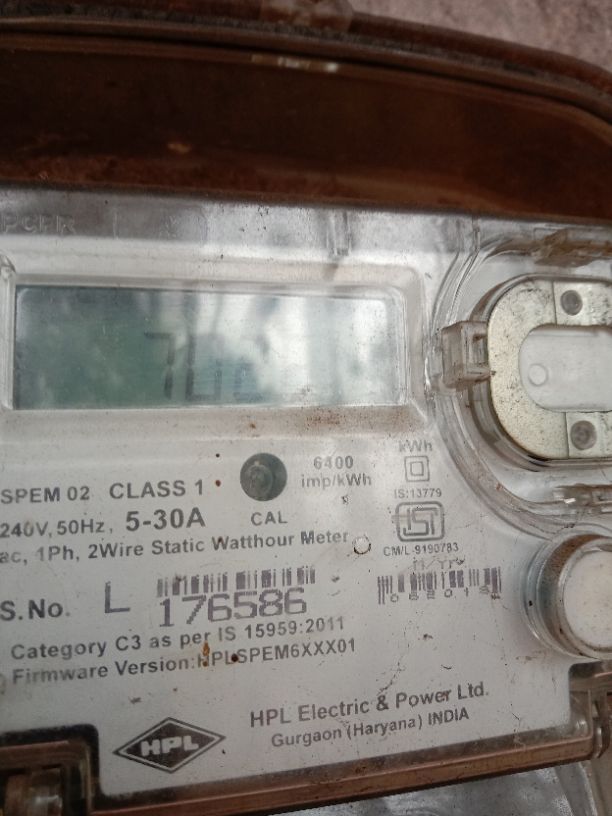 6400
imp/kWh
kWh
IS:13779
SPEM 02 CLASS 1
240V, 50Hz, 5-30A
CAL
ac, 1Ph, 2Wire Static Watthour Meter
CM/L-9190783
M/Yr.
S.No. L 176586
Category C3 as per IS 15959:2011
Firmware Version:HPLSPEM6XXX01
HPL
HPL Electric & Power Ltd.
Gurgaon (Haryana) INDIA